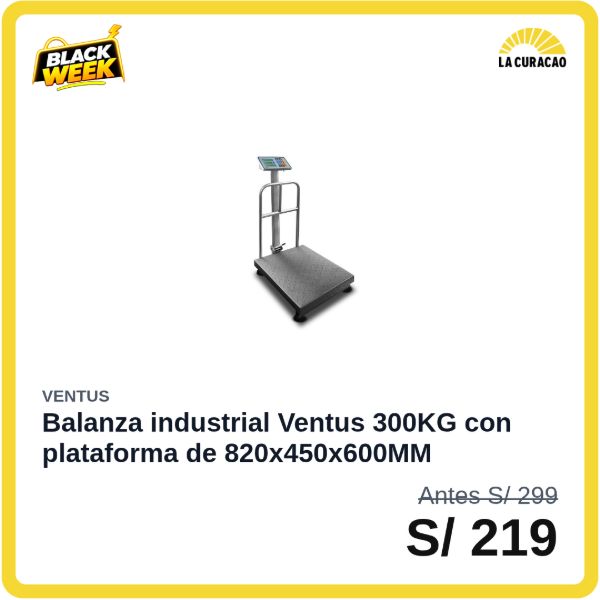 BLACK
WEEK
LA CURACAO
VENTUS
Balanza industrial Ventus 300KG con
plataforma de 820x450x600MM
Antes S/ 299
S/ 219